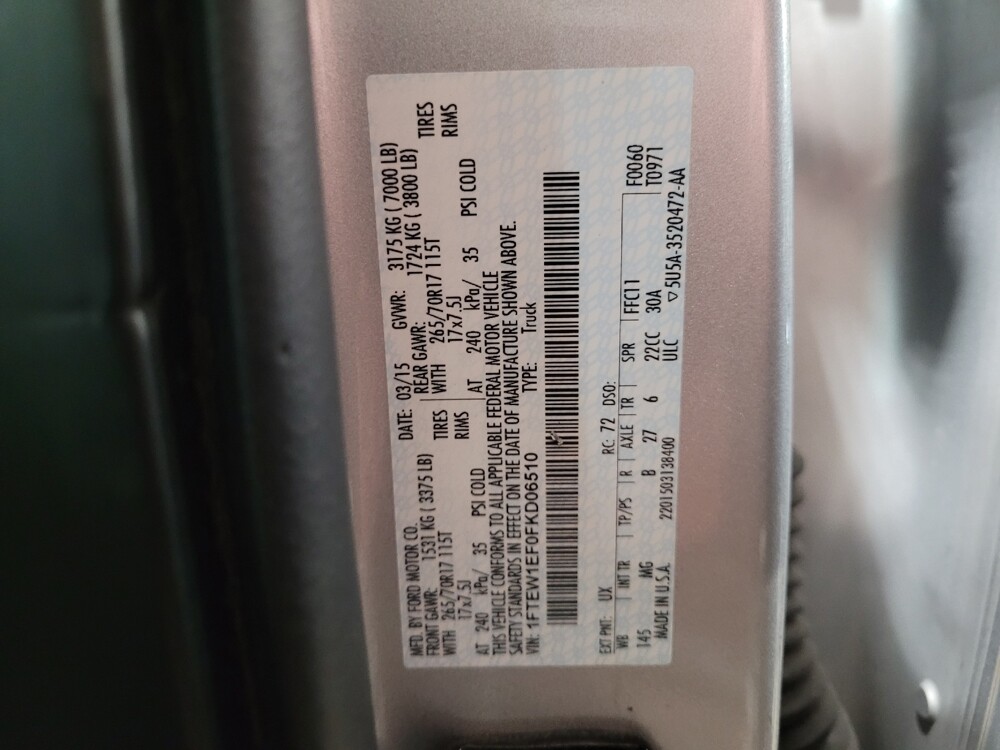 MFD. BY FORD MOTOR CO. DATE: 03/15 GVWR: 3175 KG ( 7000 LB)
FRONT GAWR: 1531 KG ( 3375 LB) REAR GAWR: 1724 KG ( 3800 LB)
WITH 265/70R17 115T TIRES WITH 265/70R17 115T TIRES
17x7.5J RIMS 17x7.5J RIMS
AT 240 kPa/ 35 PSI COLD AT 240 kPa/ 35 PSI COLD
THIS VEHICLE CONFORMS TO ALL APPLICABLE FEDERAL MOTOR VEHICLE
SAFETY STANDARDS IN EFFECT ON THE DATE OF MANUFACTURE SHOWN ABOVE.
VIN: 1FTEW1EF0FKD06510 TYPE: Truck
EXT PNT: UX RC: 72 DSO: F0060
WB INT TR TP/PS R AXLE TR SPR FFC11 T0971
145 MG B 27 6 22CC 30A
MADE IN U.S.A. 2201503138400 ULC ▽5U5A-3520472-AA